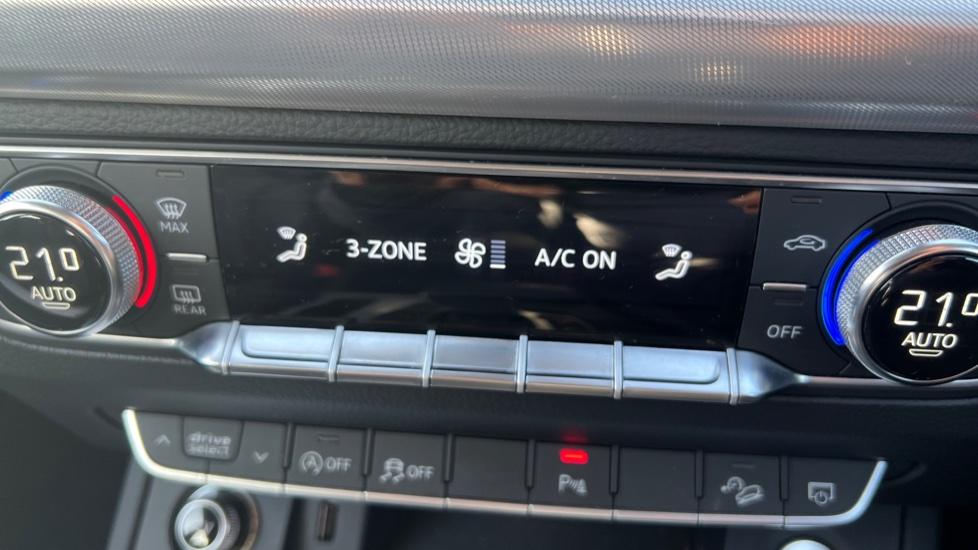 MAX
21.0
AUTO
REAR
3-ZONE
A/C ON
OFF
21.0
AUTO
drive
select
OFF
OFF
P